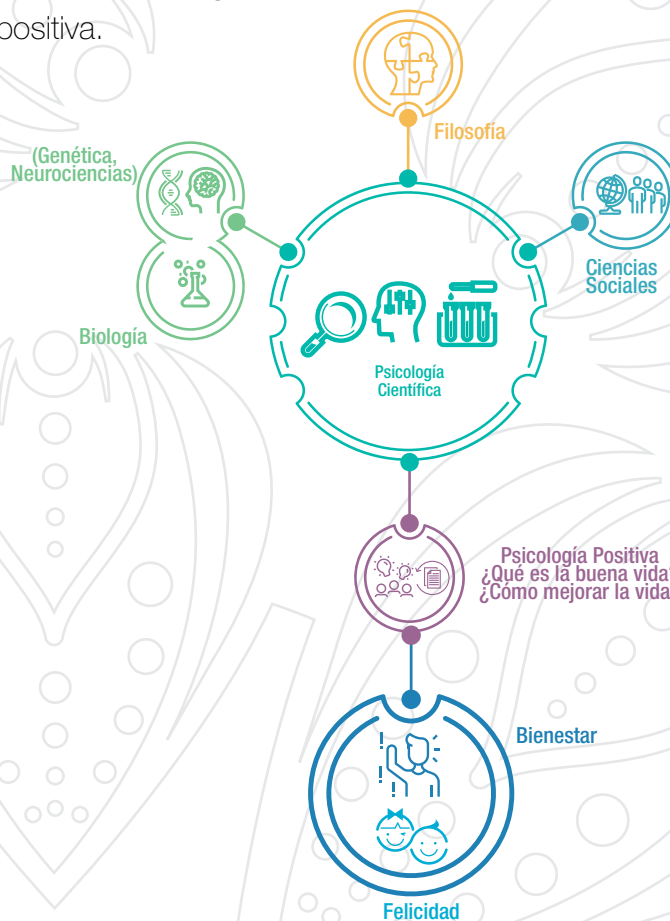 positiva.
Filosofía
(Genética,
Neurociencias)
Ciencias
Sociales
Biología
Psicología
Científica
Psicología Positiva
¿Qué es la buena vida?
¿Cómo mejorar la vida
Bienestar
Felicidad